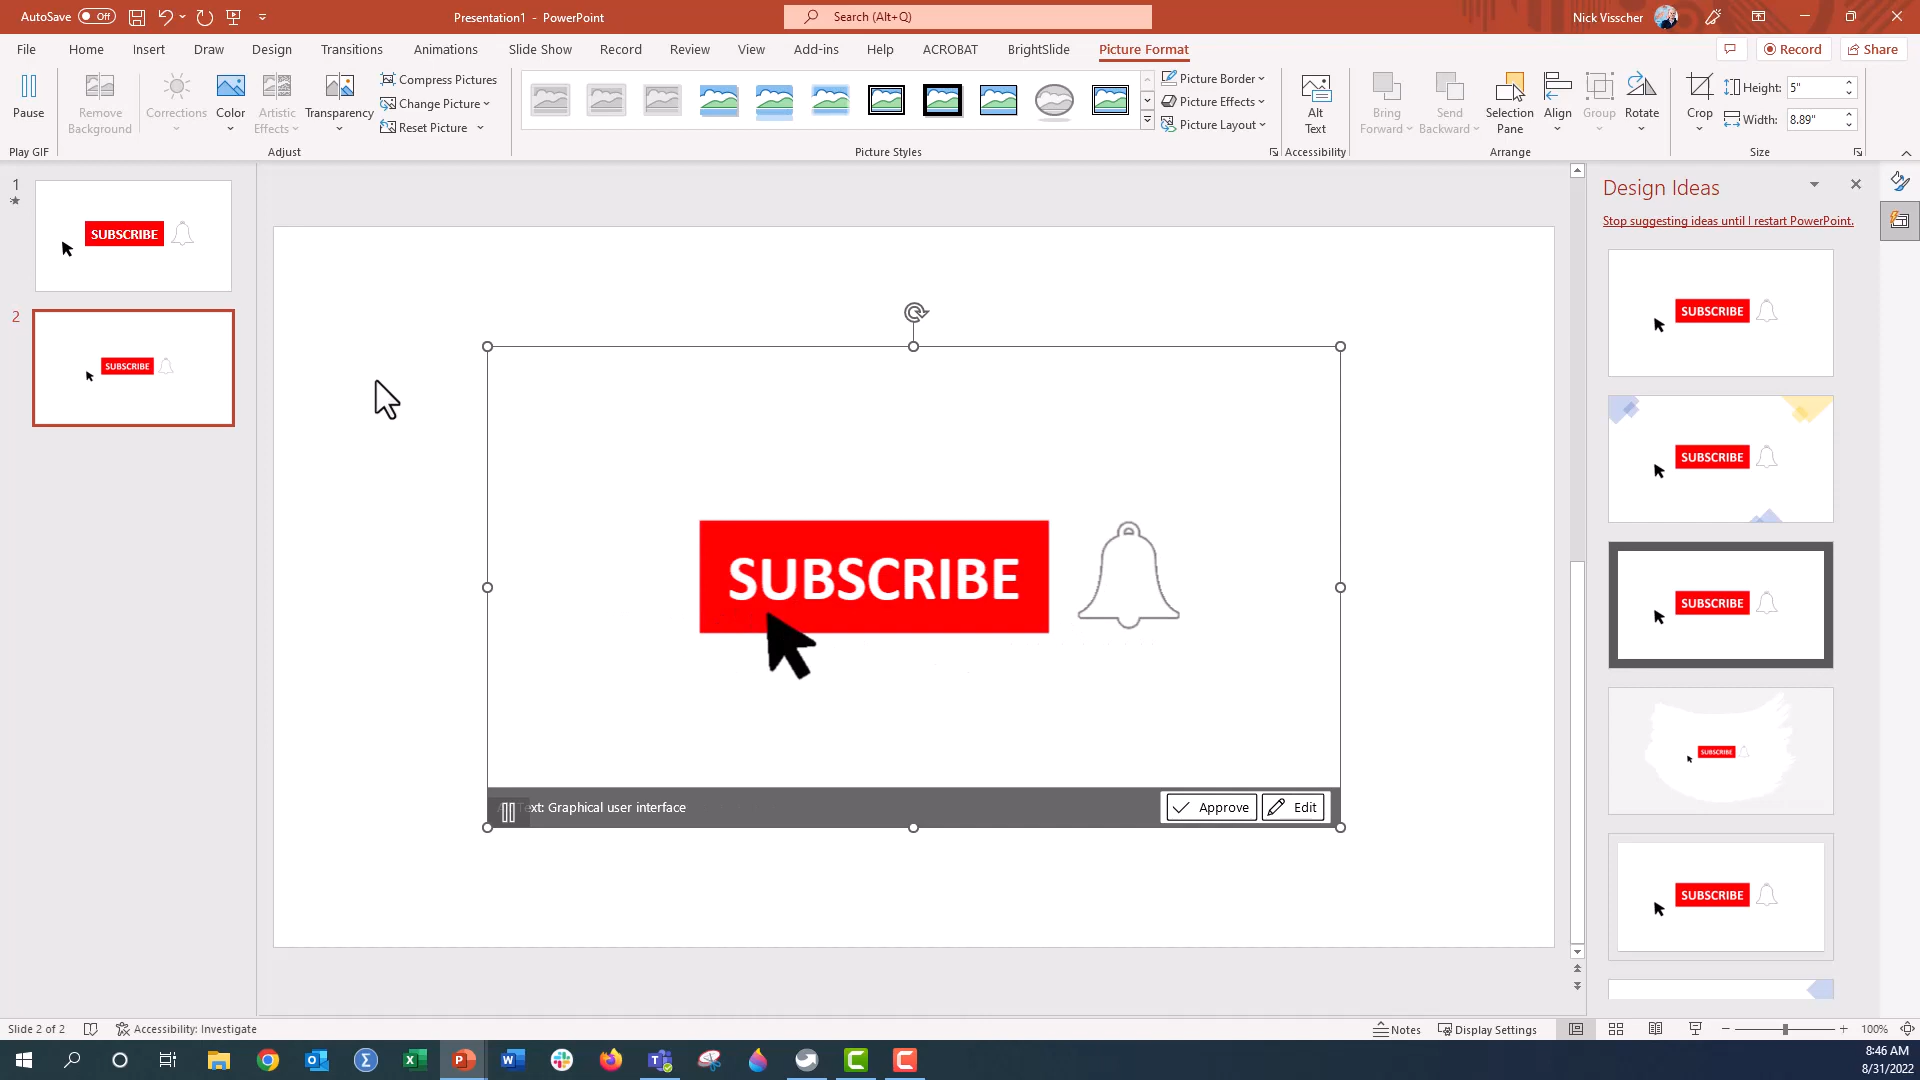 AutoSave Off
Presentation1 - PowerPoint
Search (Alt+Q)
Nick Visscher
File Home Insert Draw Design Transitions Animations Slide Show Record Review View Add-ins Help ACROBAT BrightSlide Picture Format
Record Share
Pause
Remove Background
Corrections
Color
Artistic Effects
Transparency
Compress Pictures
Change Picture
Reset Picture
Picture Border
Picture Effects
Picture Layout
Alt Text
Bring Forward
Send Backward
Selection Pane
Align
Group
Rotate
Crop
Height: 5"
Width: 8.89"
Play GIF
Adjust
Picture Styles
Accessibility
Arrange
Size
1
SUBSCRIBE
2
SUBSCRIBE
SUBSCRIBE
Text: Graphical user interface
Approve
Edit
Design Ideas
Stop suggesting ideas until I restart PowerPoint.
SUBSCRIBE
SUBSCRIBE
SUBSCRIBE
SUBSCRIBE
SUBSCRIBE
Slide 2 of 2
Accessibility: Investigate
Notes
Display Settings
100%
8:46 AM
8/31/2022